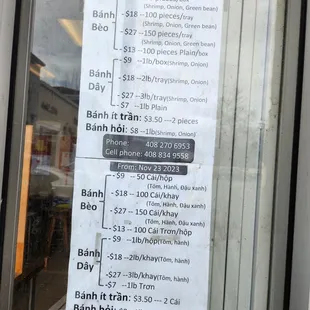 (Shrimp, Onion, Green bean)
Bánh Bèo
-$18 --100 pieces/tray
(Shrimp, Onion, Green bean)
-$27 --150 pieces/tray
(Shrimp, Onion, Green bean)
-$13 --100 pieces Plain/box
Bánh Dây
-$9 --1lb/box(Shrimp, Onion)
-$18 --2lb/tray(Shrimp, Onion)
-$27 --3lb/tray(Shrimp, Onion)
-$7 --1lb Plain
Bánh ít trần: $3.50 ---2 pieces
Bánh hỏi: $8 --1lb(Shrimp, Onion)
Phone: 408 270 6953
Cell phone: 408 834 9558
From: Nov 23 2023
Bánh Bèo
-$9 -- 50 Cái/hộp
(Tôm, Hành, Đậu xanh)
-$18 --100 Cái/khay
(Tôm, Hành, Đậu xanh)
-$27 --150 Cái/khay
(Tôm, Hành, Đậu xanh)
-$13 --100 Cái Trơn/hộp
Bánh Dây
-$9 --1lb/hộp(Tôm, hành)
-$18 --2lb/khay(Tôm, hành)
-$27 --3lb/khay(Tôm, hành)
-$7 --1lb Trơn
Bánh ít trần: $3.50 --- 2 Cái
Bánh hỏi: